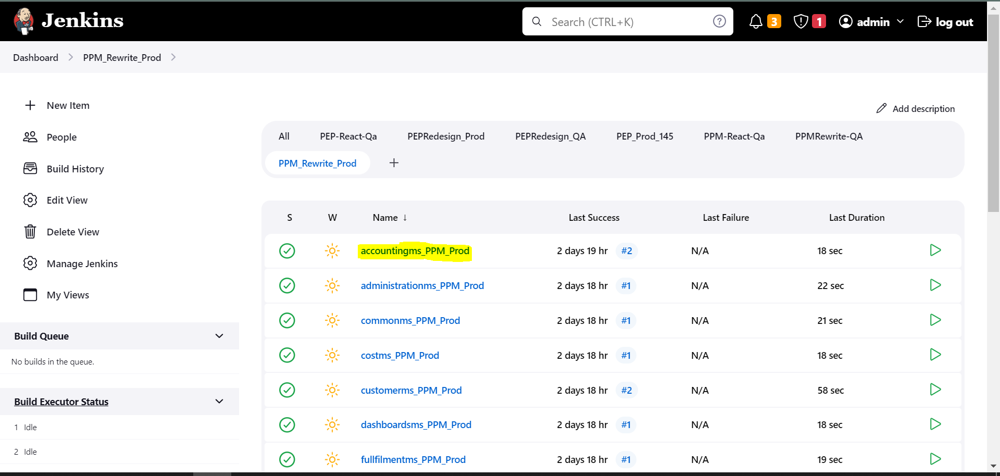 Jenkins
Search (CTRL+K)
3
1
admin
log out
Dashboard
PPM_Rewrite_Prod
New Item
People
Build History
Edit View
Delete View
Manage Jenkins
My Views
Build Queue
No builds in the queue.
Build Executor Status
1 Idle
2 Idle
Add description
All PEP-React-Qa PEPRedesign_Prod PEPRedesign_QA PEP_Prod_145 PPM-React-Qa PPMRewrite-QA
PPM_Rewrite_Prod +
S W Name ↓ Last Success Last Failure Last Duration
accountingms_PPM_Prod 2 days 19 hr #2 N/A 18 sec
administrationms_PPM_Prod 2 days 18 hr #1 N/A 22 sec
commonms_PPM_Prod 2 days 18 hr #1 N/A 21 sec
costms_PPM_Prod 2 days 18 hr #1 N/A 18 sec
customerms_PPM_Prod 2 days 18 hr #2 N/A 58 sec
dashboardsms_PPM_Prod 2 days 18 hr #1 N/A 18 sec
fullfilmentms_PPM_Prod 2 days 18 hr #1 N/A 19 sec